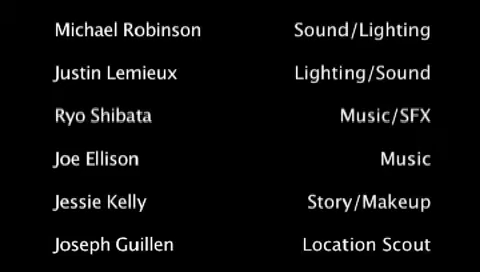 Michael Robinson Sound/Lighting
Justin Lemieux Lighting/Sound
Ryo Shibata Music/SFX
Joe Ellison Music
Jessie Kelly Story/Makeup
Joseph Guillen Location Scout